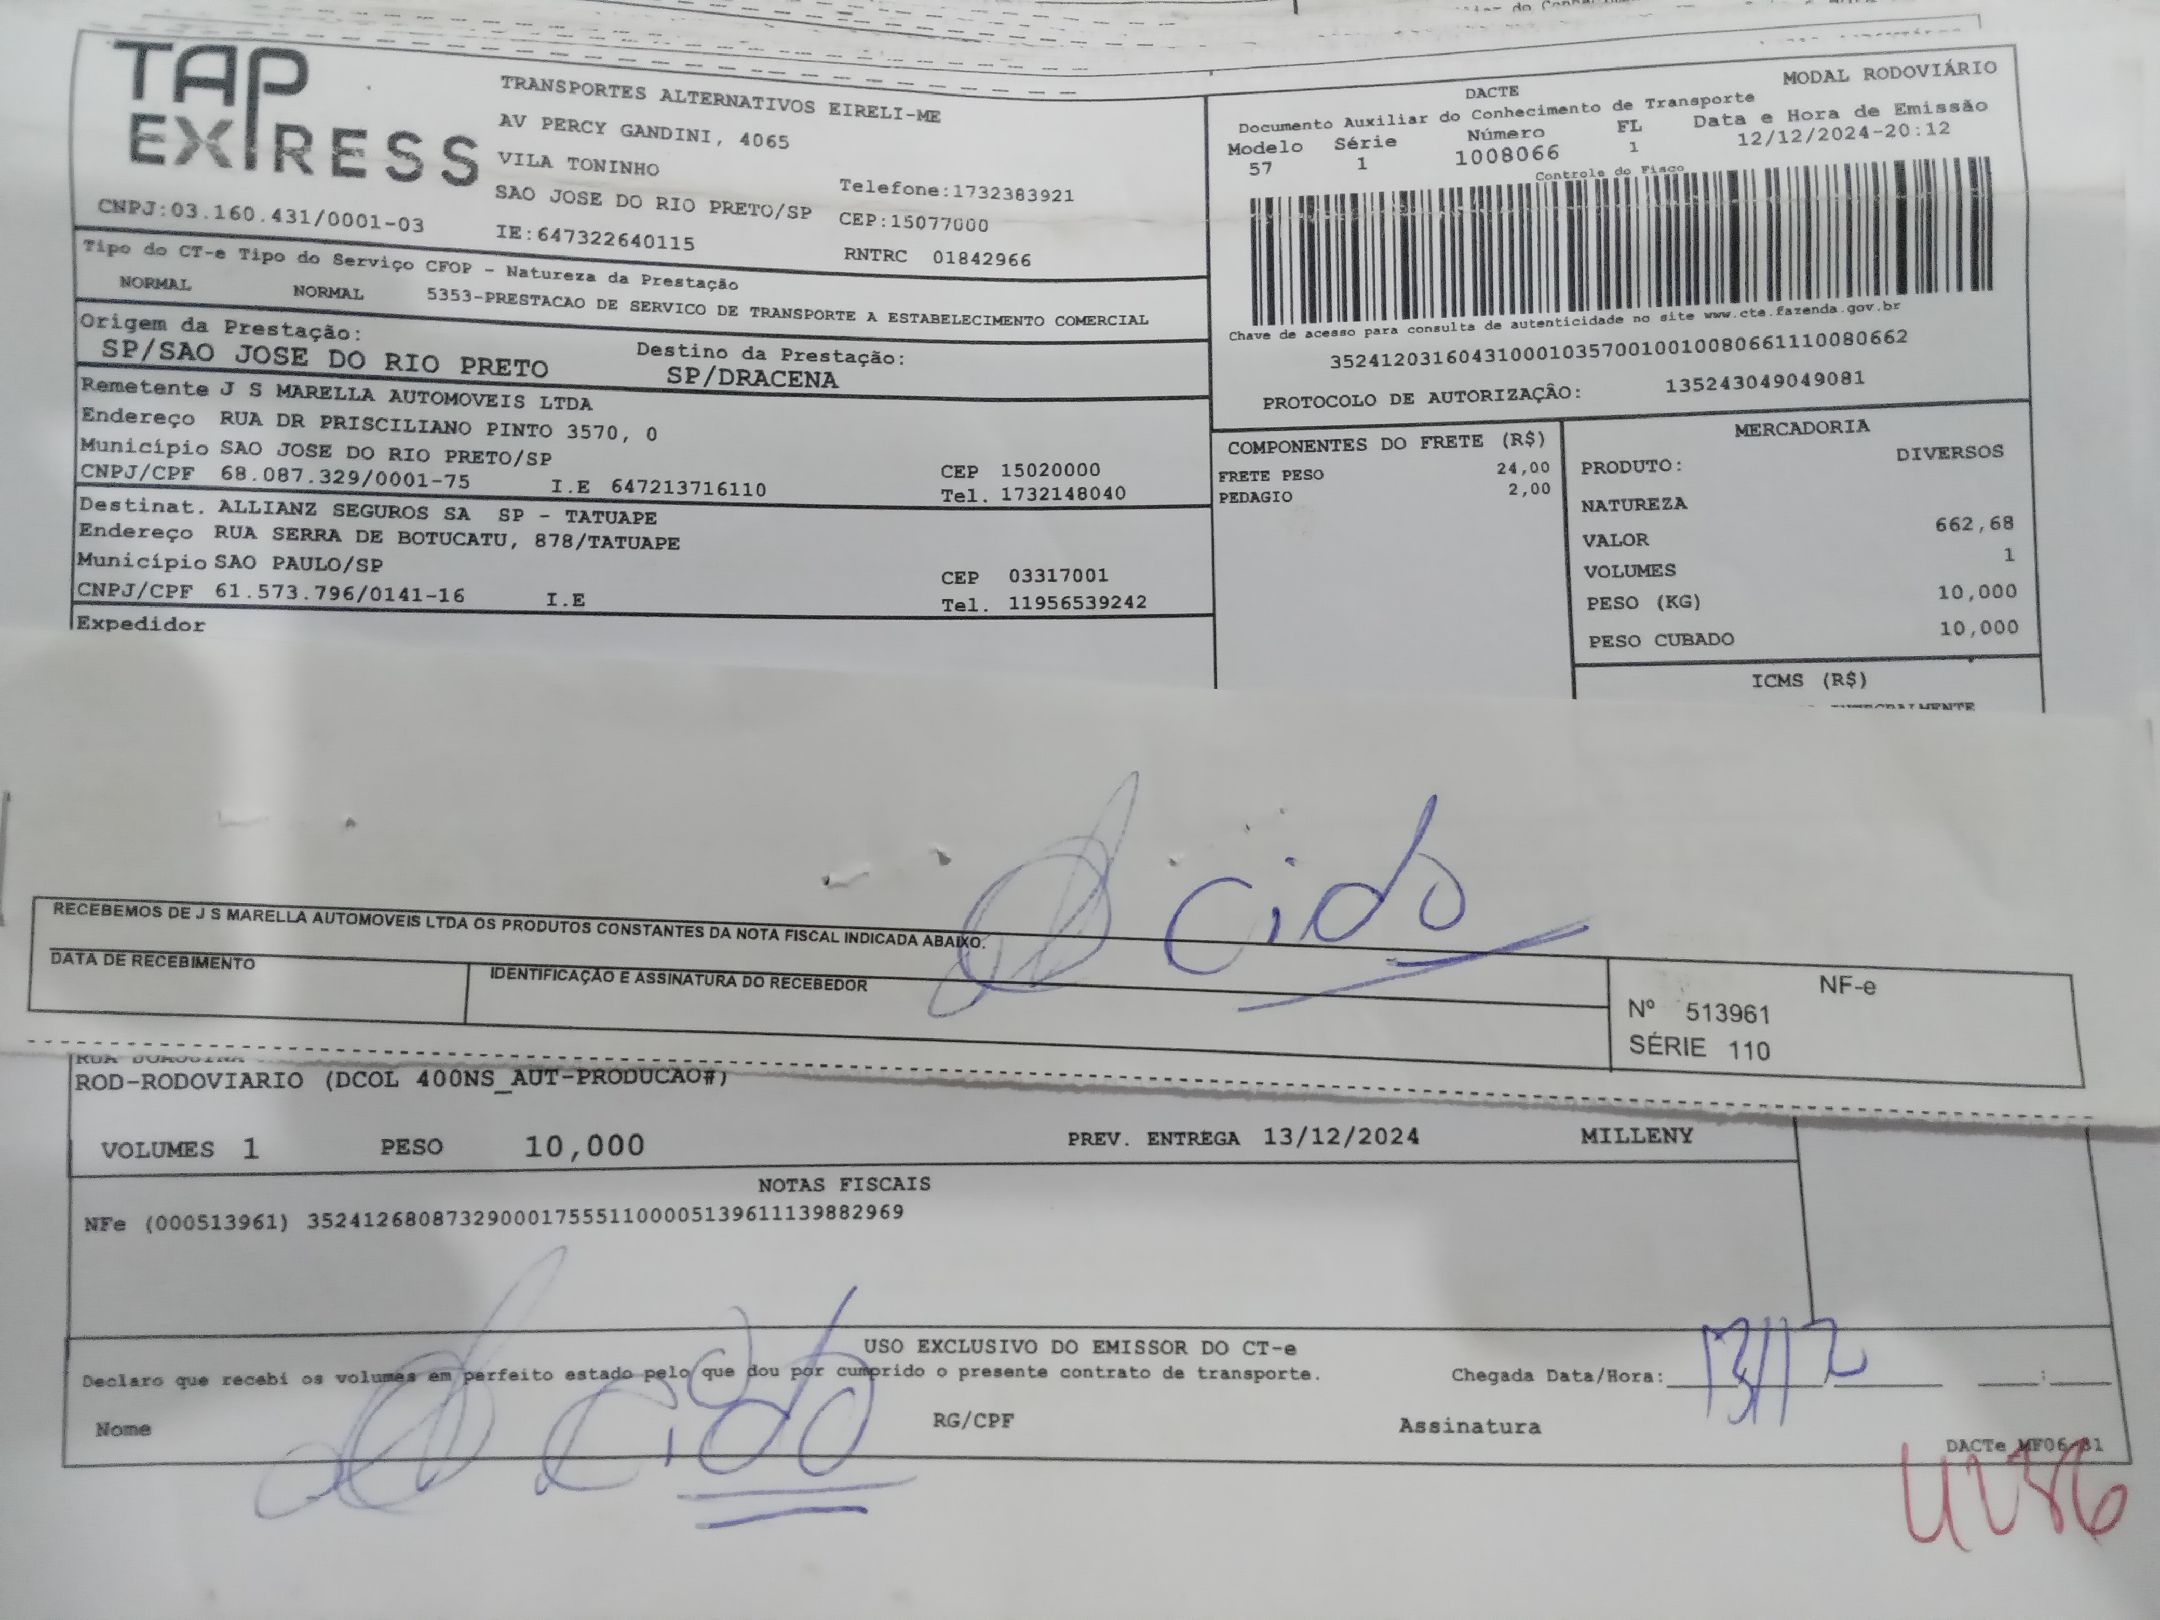 TAP EXPRESS
TRANSPORTES ALTERNATIVOS EIRELI-ME
AV PERCY GANDINI, 4065
VILA TONINHO
SAO JOSE DO RIO PRETO/SP
Telefone:1732383921
CEP:15077000
CNPJ:03.160.431/0001-03
IE:647322640115
RNTRC 01842966
DACTE
MODAL RODOVIÁRIO
Documento Auxiliar do Conhecimento de Transporte
Modelo Série Número FL Data e Hora de Emissão
57 1 1008066 1 12/12/2024-20:12
Controle do Fisco
Chave de acesso para consulta de autenticidade no site www.cte.fazenda.gov.br
35241203160431000103570010010080661110080662
PROTOCOLO DE AUTORIZAÇÂO: 135243049049081
Tipo do CT-e Tipo do Serviço CFOP - Natureza da Prestação
NORMAL NORMAL 5353-PRESTACAO DE SERVICO DE TRANSPORTE A ESTABELECIMENTO COMERCIAL
Origem da Prestação: Destino da Prestação:
SP/SAO JOSE DO RIO PRETO SP/DRACENA
Remetente J S MARELLA AUTOMOVEIS LTDA
Endereço RUA DR PRISCILIANO PINTO 3570, 0
Município SAO JOSE DO RIO PRETO/SP CEP 15020000
CNPJ/CPF 68.087.329/0001-75 I.E 647213716110 Tel. 1732148040
Destinat. ALLIANZ SEGUROS SA SP - TATUAPE
Endereço RUA SERRA DE BOTUCATU, 878/TATUAPE
Município SAO PAULO/SP CEP 03317001
CNPJ/CPF 61.573.796/0141-16 I.E Tel. 11956539242
Expedidor
COMPONENTES DO FRETE (R$)
FRETE PESO 24,00
PEDAGIO 2,00
MERCADORIA
PRODUTO: DIVERSOS
NATUREZA
VALOR 662,68
VOLUMES 1
PESO (KG) 10,000
PESO CUBADO 10,000
ICMS (R$)
Cido
RECEBEMOS DE J S MARELLA AUTOMOVEIS LTDA OS PRODUTOS CONSTANTES DA NOTA FISCAL INDICADA ABAIXO.
DATA DE RECEBIMENTO
IDENTIFICAÇÃO E ASSINATURA DO RECEBEDOR
NF-e
Nº 513961
SÉRIE 110
ROD-RODOVIARIO (DCOL 400NS_AUT-PRODUCAO#)
VOLUMES 1 PESO 10,000 PREV. ENTREGA 13/12/2024 MILLENY
NOTAS FISCAIS
NFe (000513961) 35241268087329000175551100005139611139882969
USO EXCLUSIVO DO EMISSOR DO CT-e
Declaro que recebi os volumes em perfeito estado pelo que dou por cumprido o presente contrato de transporte.
Chegada Data/Hora: 13/12
Nome Cido RG/CPF Assinatura
DACTe MF06-81